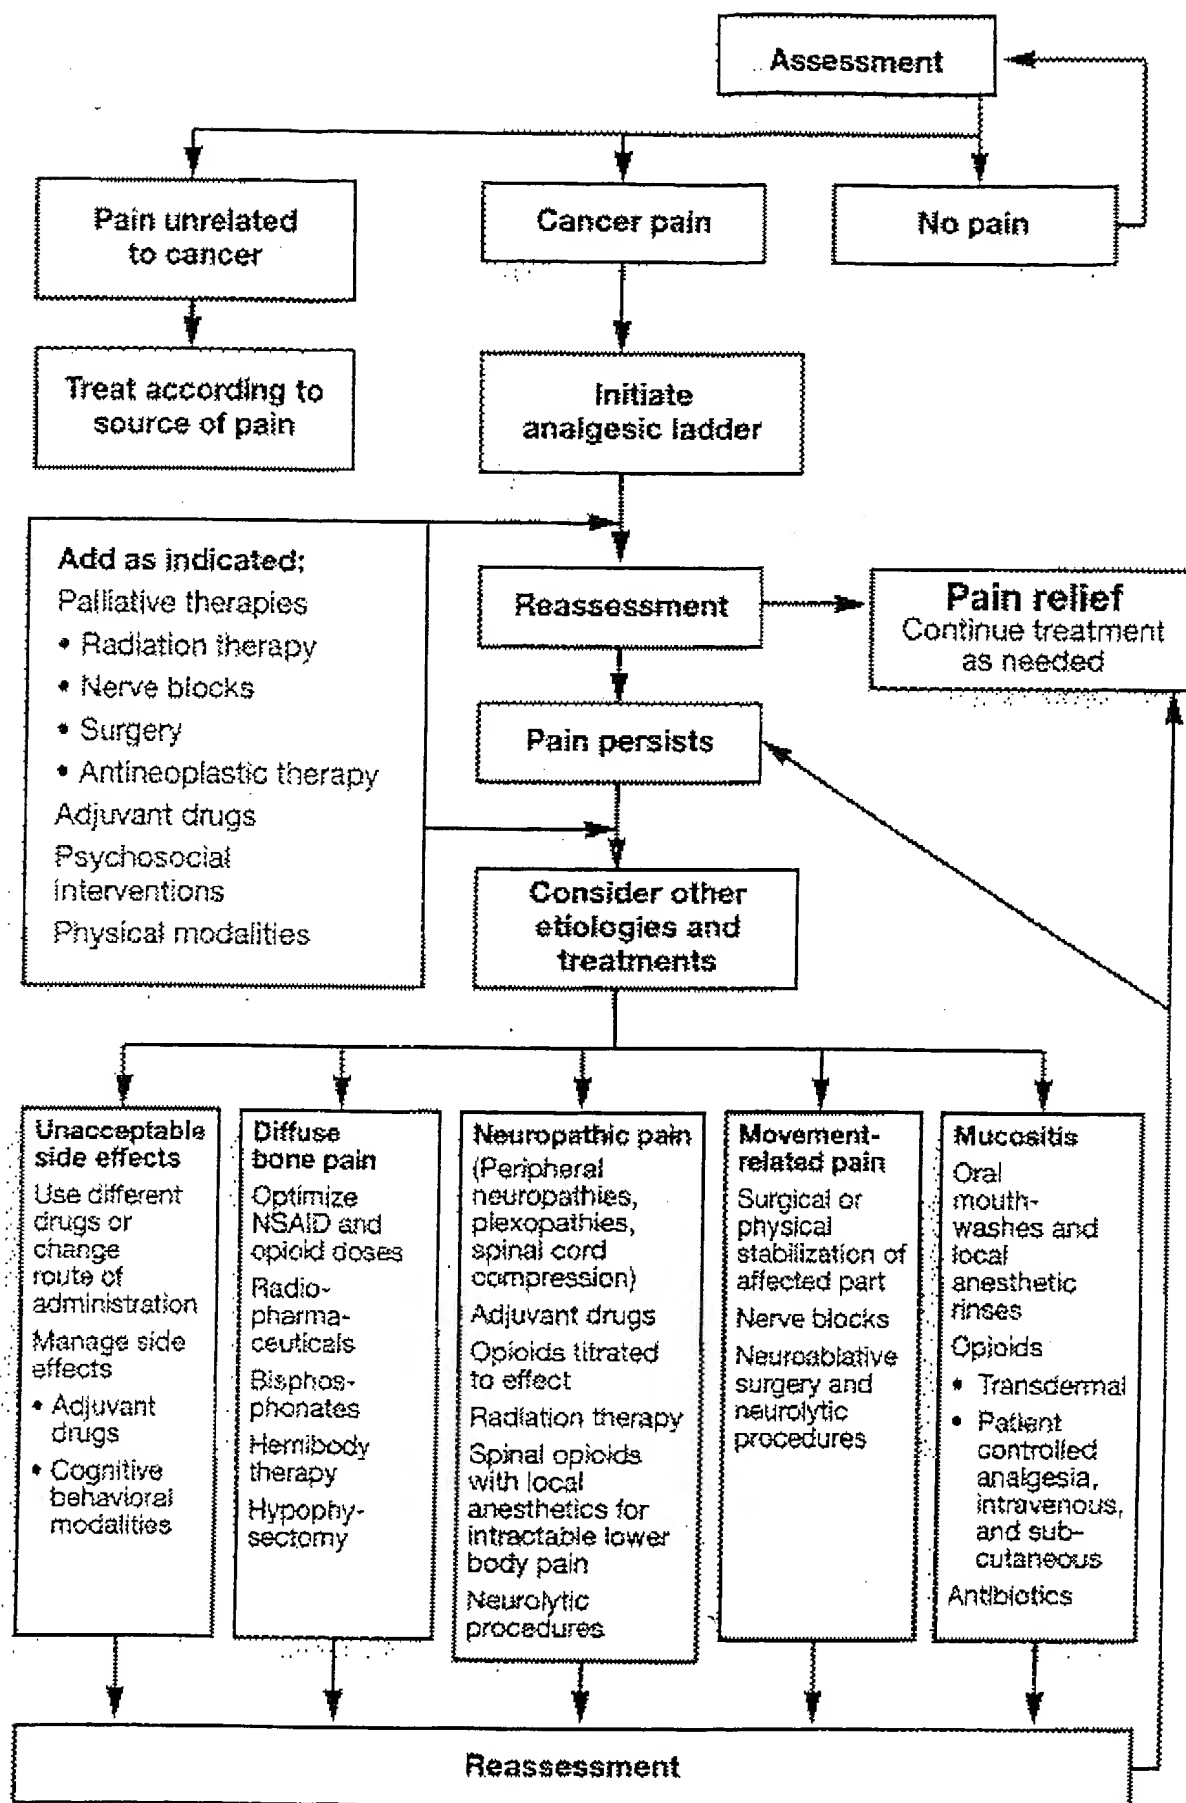 Assessment
Pain unrelated
to cancer
Cancer pain
No pain
Treat according to
source of pain
Initiate
analgesic ladder
Add as indicated:
Palliative therapies
• Radiation therapy
• Nerve blocks
• Surgery
• Antineoplastic therapy
Adjuvant drugs
Psychosocial
interventions
Physical modalities
Reassessment
Pain relief
Continue treatment
as needed
Pain persists
Consider other
etiologies and
treatments
Unacceptable
side effects
Use different
drugs or
change
route of
administration
Manage side
effects
• Adjuvant
drugs
• Cognitive
behavioral
modalities
Diffuse
bone pain
Optimize
NSAID and
opioid doses
Radio-
pharma-
ceuticals
Bisphos-
phonates
Hemibody
therapy
Hypophy-
sectomy
Neuropathic pain
(Peripheral
neuropathies,
plexopathies,
spinal cord
compression)
Adjuvant drugs
Opioids titrated
to effect
Radiation therapy
Spinal opioids
with local
anesthetics for
intractable lower
body pain
Neurolytic
procedures
Movement-
related pain
Surgical or
physical
stabilization of
affected part
Nerve blocks
Neuroablative
surgery and
neurolytic
procedures
Mucositis
Oral
mouth-
washes and
local
anesthetic
rinses
Opioids
• Transdermal
• Patient
controlled
analgesia,
intravenous,
and sub-
cutaneous
Antibiotics
Reassessment